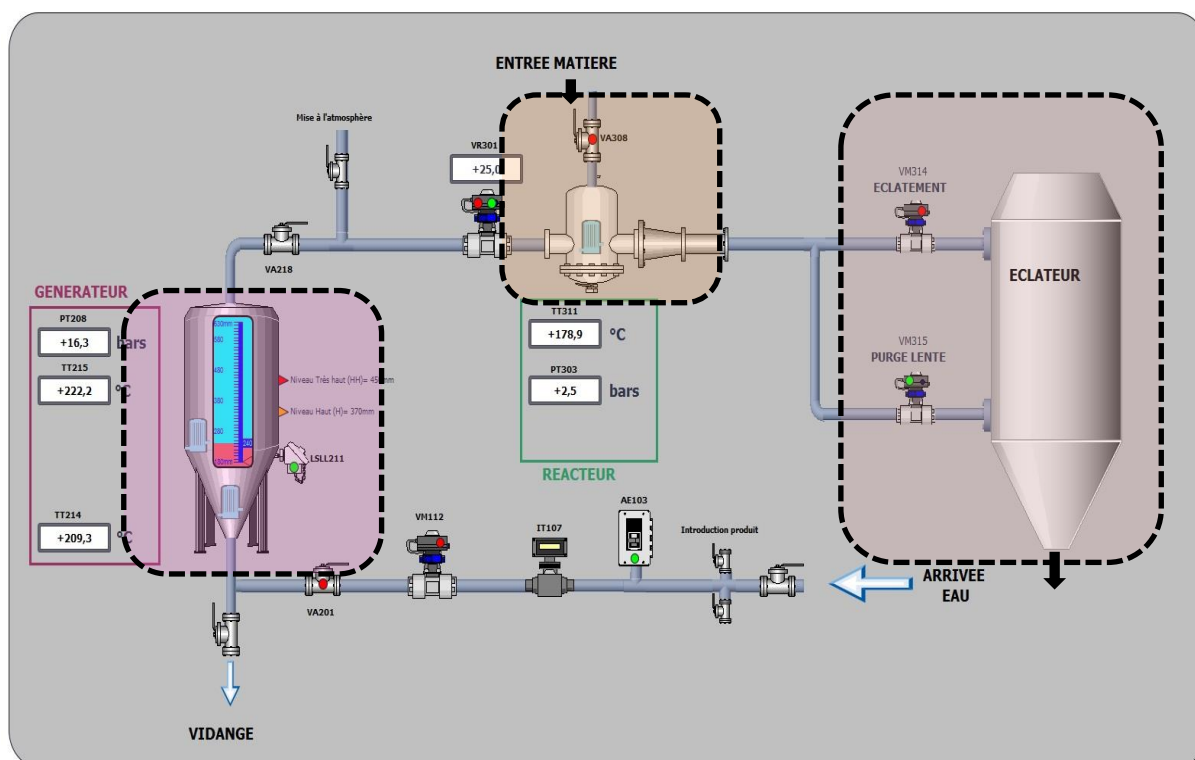 ENTREE MATIERE
Mise à l'atmosphère
VR301
+25,0
VA308
VM314
ECLATEMENT
ECLATEUR
VA218
GENERATEUR
PT208
+16,3
bars
TT215
+222,2
°C
600mm
Niveau Très haut (HH)= 450mm
Niveau Haut (H)= 370mm
240
LSLL211
TT214
+209,3
°C
TT311
+178,9
°C
PT303
+2,5
bars
REACTEUR
VM315
PURGE LENTE
VM112
IT107
AE103
Introduction produit
VA201
ARRIVEE
EAU
VIDANGE